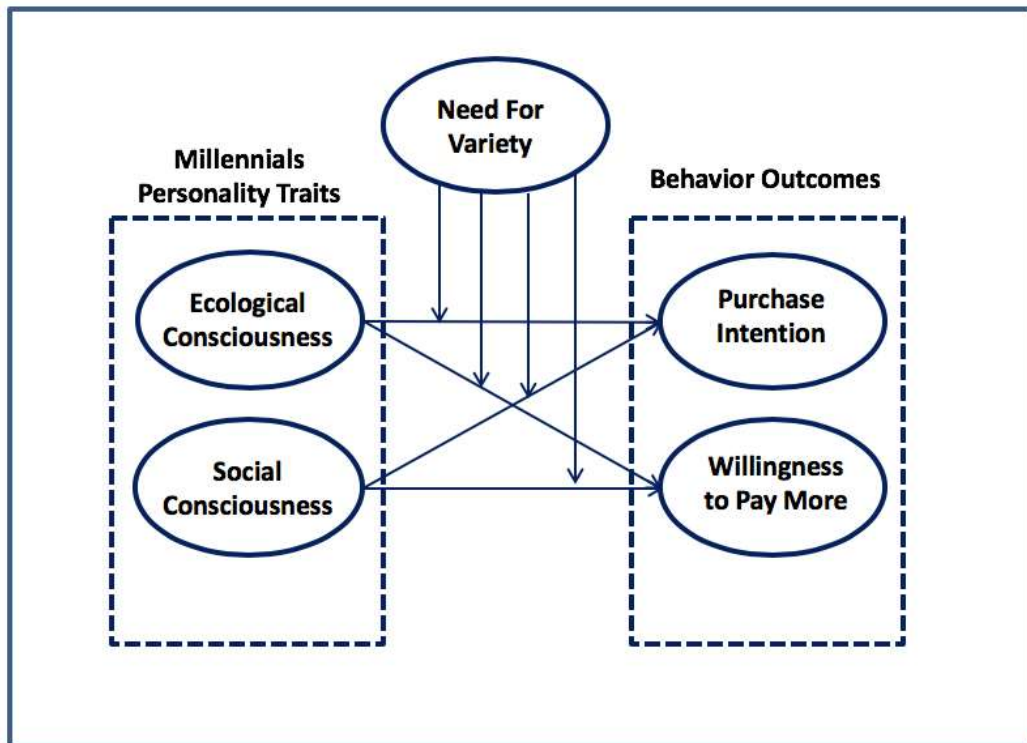 Need For
Variety
Millennials
Personality Traits
Behavior Outcomes
Ecological
Consciousness
Purchase
Intention
Social
Consciousness
Willingness
to Pay More